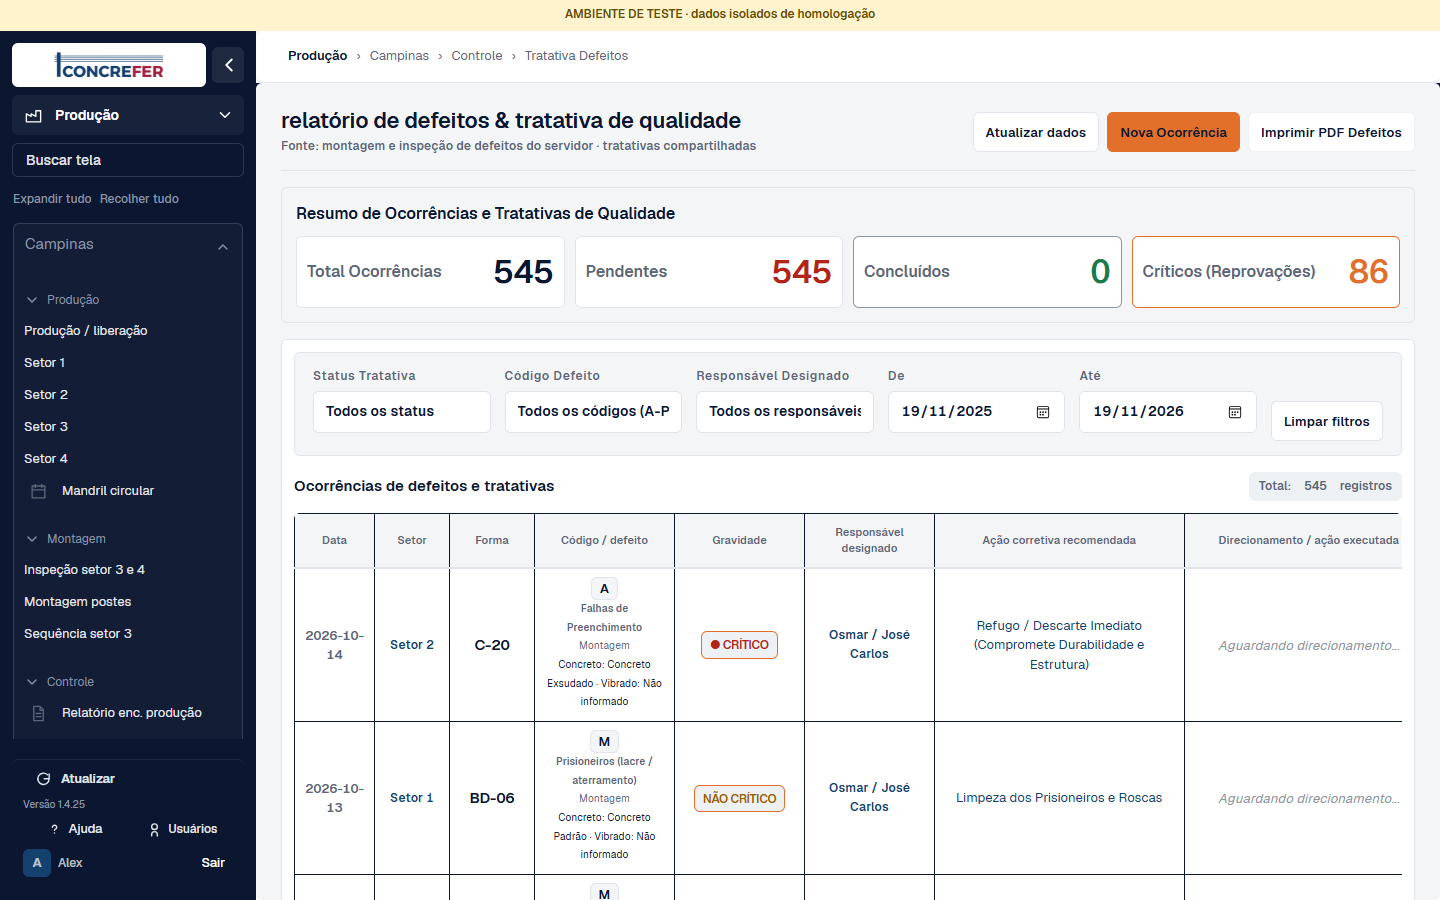 AMBIENTE DE TESTE · dados isolados de homologação
CONCREFER
Produção
Buscar tela
Expandir tudo Recolher tudo
Campinas
Produção
Produção / liberação
Setor 1
Setor 2
Setor 3
Setor 4
Mandril circular
Montagem
Inspeção setor 3 e 4
Montagem postes
Sequência setor 3
Controle
Relatório enc. produção
Atualizar
Versão 1.4.25
? Ajuda
Usuários
A Alex
Sair
Produção › Campinas › Controle › Tratativa Defeitos
relatório de defeitos & tratativa de qualidade
Fonte: montagem e inspeção de defeitos do servidor · tratativas compartilhadas
Atualizar dados
Nova Ocorrência
Imprimir PDF Defeitos
Resumo de Ocorrências e Tratativas de Qualidade
Total Ocorrências 545
Pendentes 545
Concluídos 0
Críticos (Reprovações) 86
Status Tratativa
Todos os status
Código Defeito
Todos os códigos (A-P
Responsável Designado
Todos os responsáveis
De
19/11/2025
Até
19/11/2026
Limpar filtros
Ocorrências de defeitos e tratativas
Total: 545 registros
Data
Setor
Forma
Código / defeito
Gravidade
Responsável
designado
Ação corretiva recomendada
Direcionamento / ação executada
2026-10-
14
Setor 2
C-20
A
Falhas de
Preenchimento
Montagem
Concreto: Concreto
Exsudado · Vibrado: Não
informado
CRÍTICO
Osmar / José
Carlos
Refugo / Descarte Imediato
(Compromete Durabilidade e
Estrutura)
Aguardando direcionamento...
2026-10-
13
Setor 1
BD-06
M
Prisioneiros (lacre /
aterramento)
Montagem
Concreto: Concreto
Padrão · Vibrado: Não
informado
NÃO CRÍTICO
Osmar / José
Carlos
Limpeza dos Prisioneiros e Roscas
Aguardando direcionamento...
M